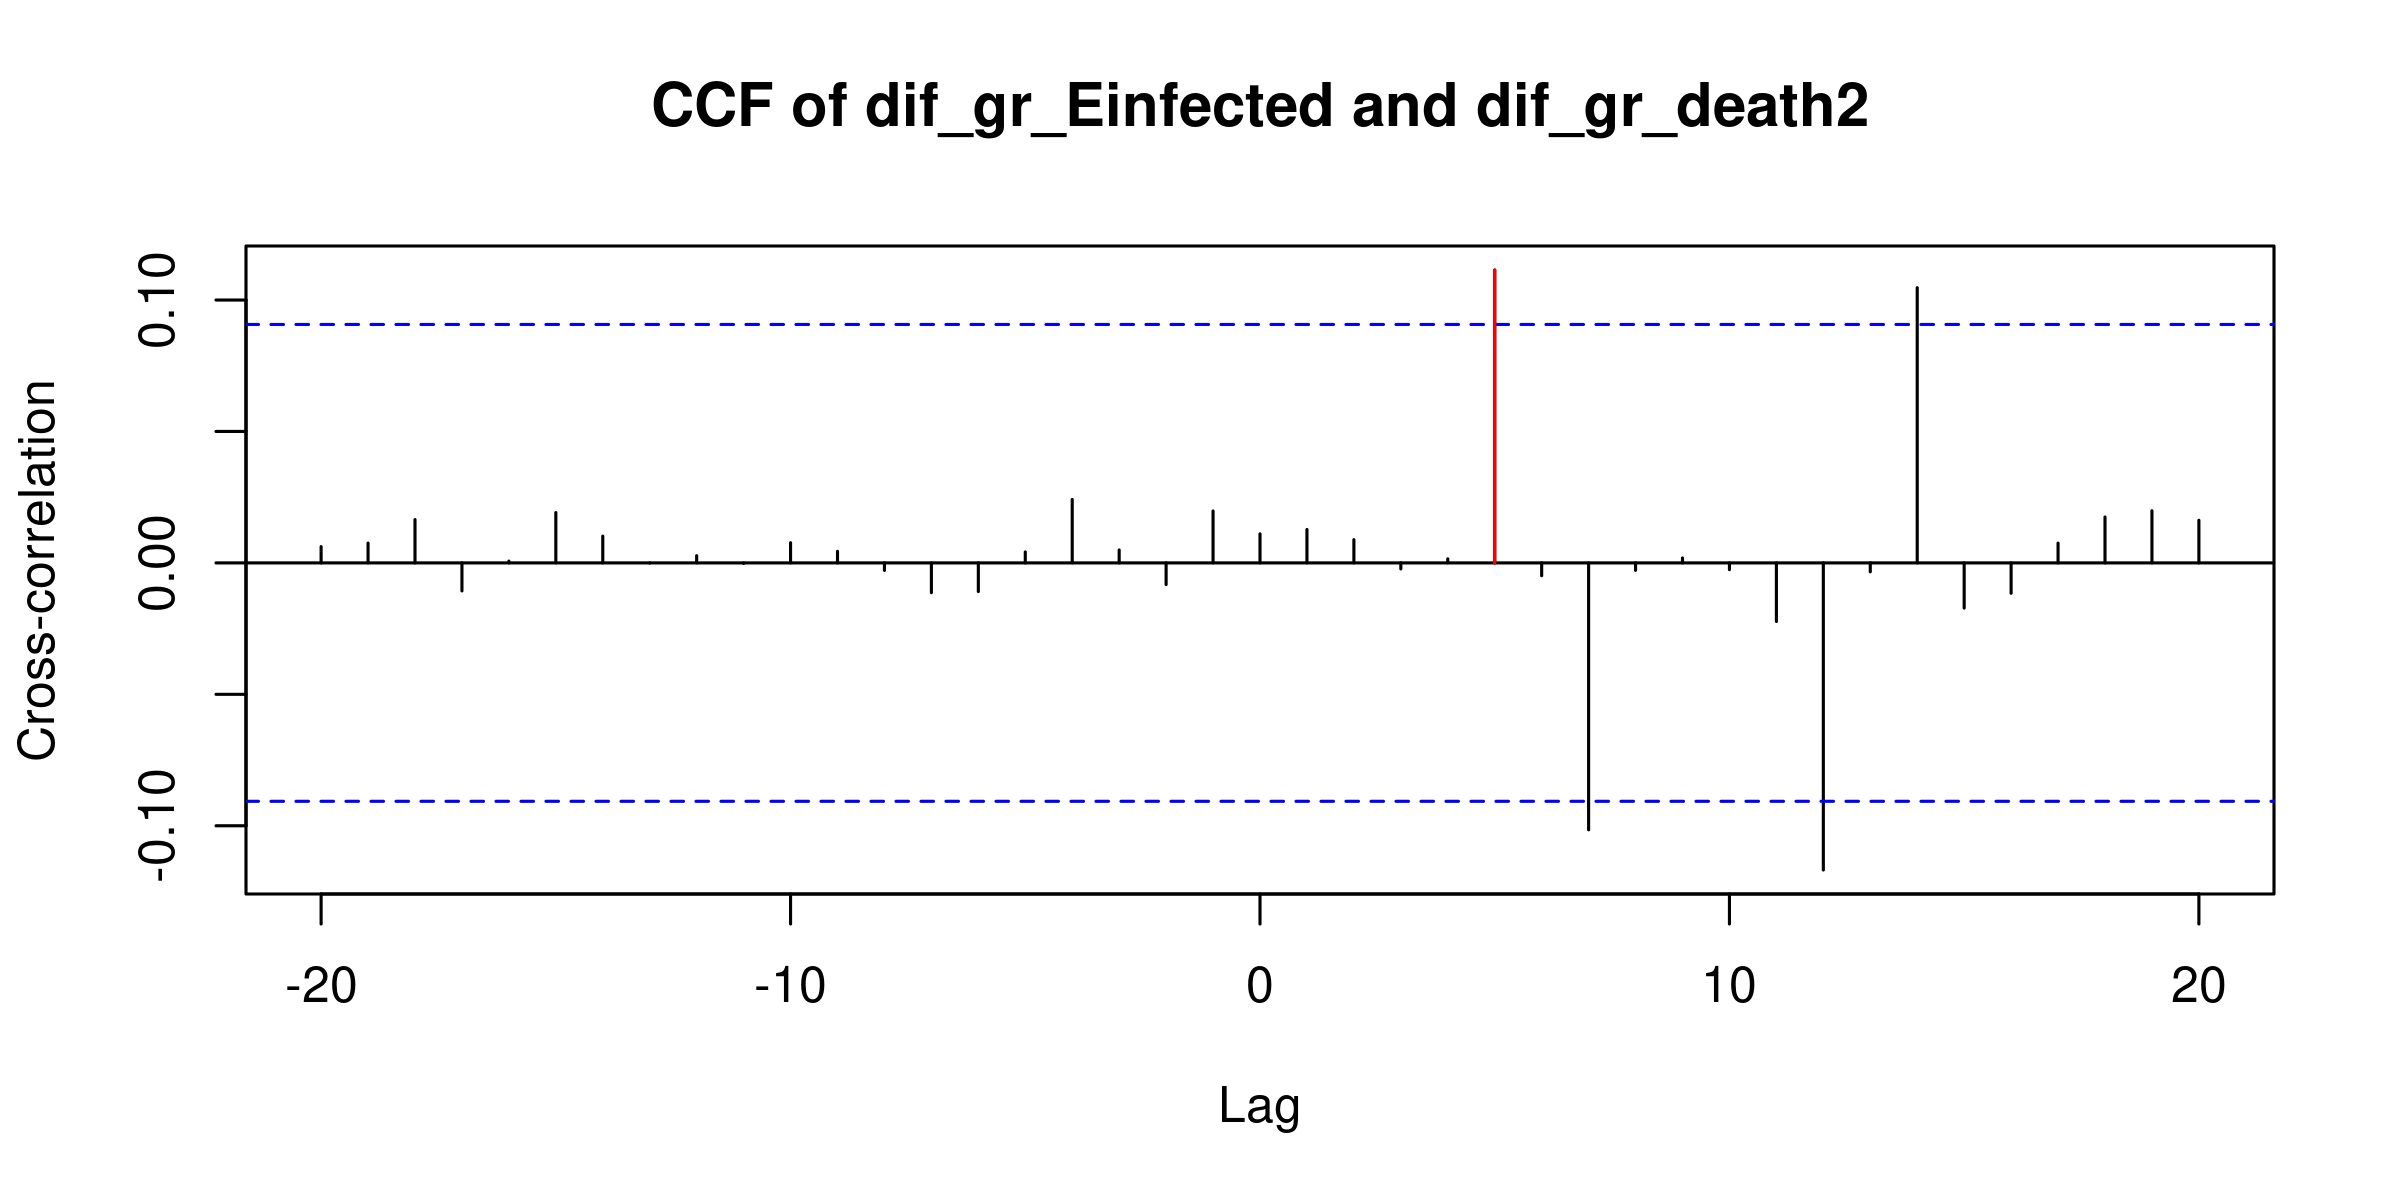 CCF of dif_gr_Einfected and dif_gr_death2
Cross-correlation
0.10
0.00
-0.10
-20 -10 0 10 20
Lag